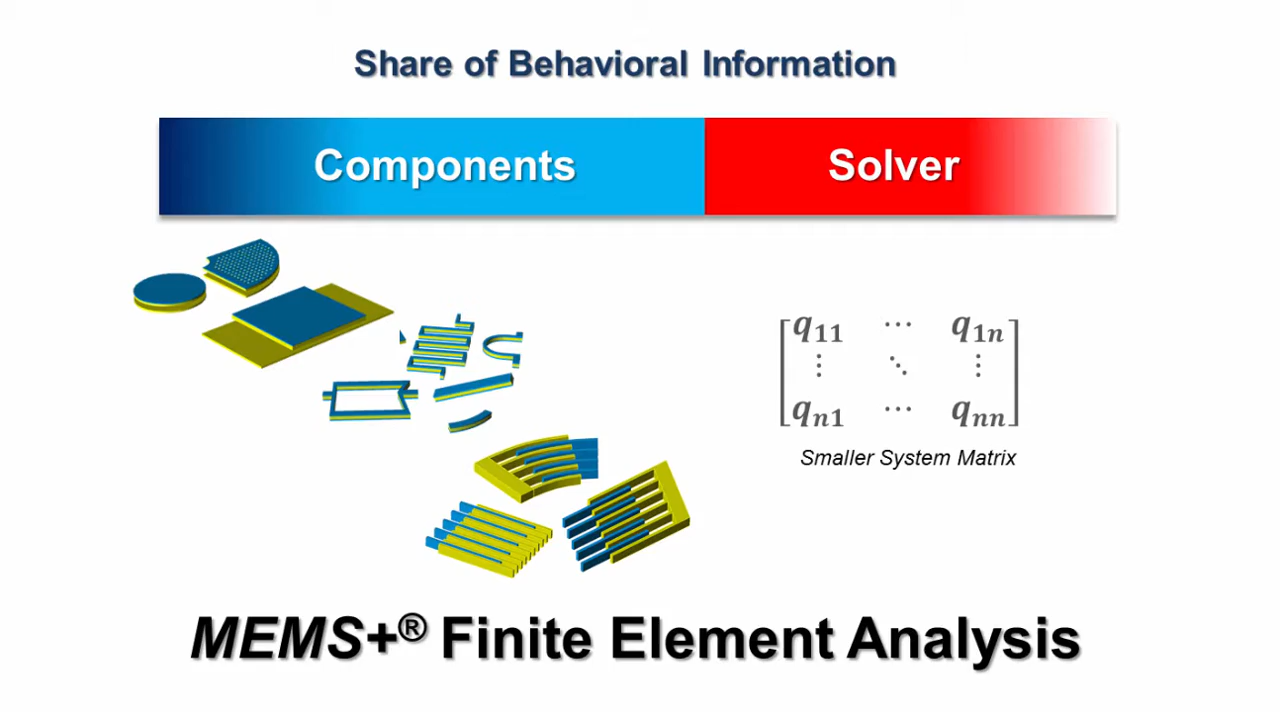 Share of Behavioral Information
Components
Solver
q11 ⋯ q1n
⋮ ⋱ ⋮
qn1 ⋯ qnn
Smaller System Matrix
MEMS+® Finite Element Analysis